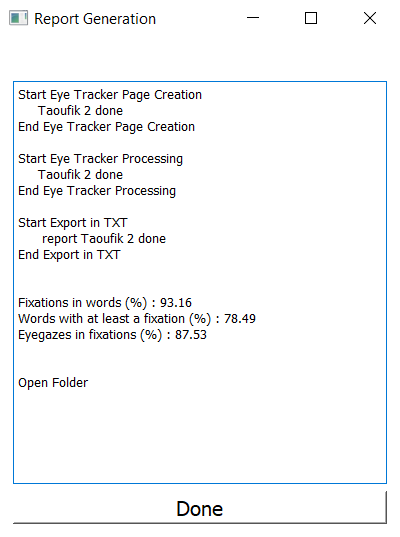 Report Generation
Start Eye Tracker Page Creation
Taoufik 2 done
End Eye Tracker Page Creation
Start Eye Tracker Processing
Taoufik 2 done
End Eye Tracker Processing
Start Export in TXT
report Taoufik 2 done
End Export in TXT
Fixations in words (%) : 93.16
Words with at least a fixation (%) : 78.49
Eyegazes in fixations (%) : 87.53
Open Folder
Done